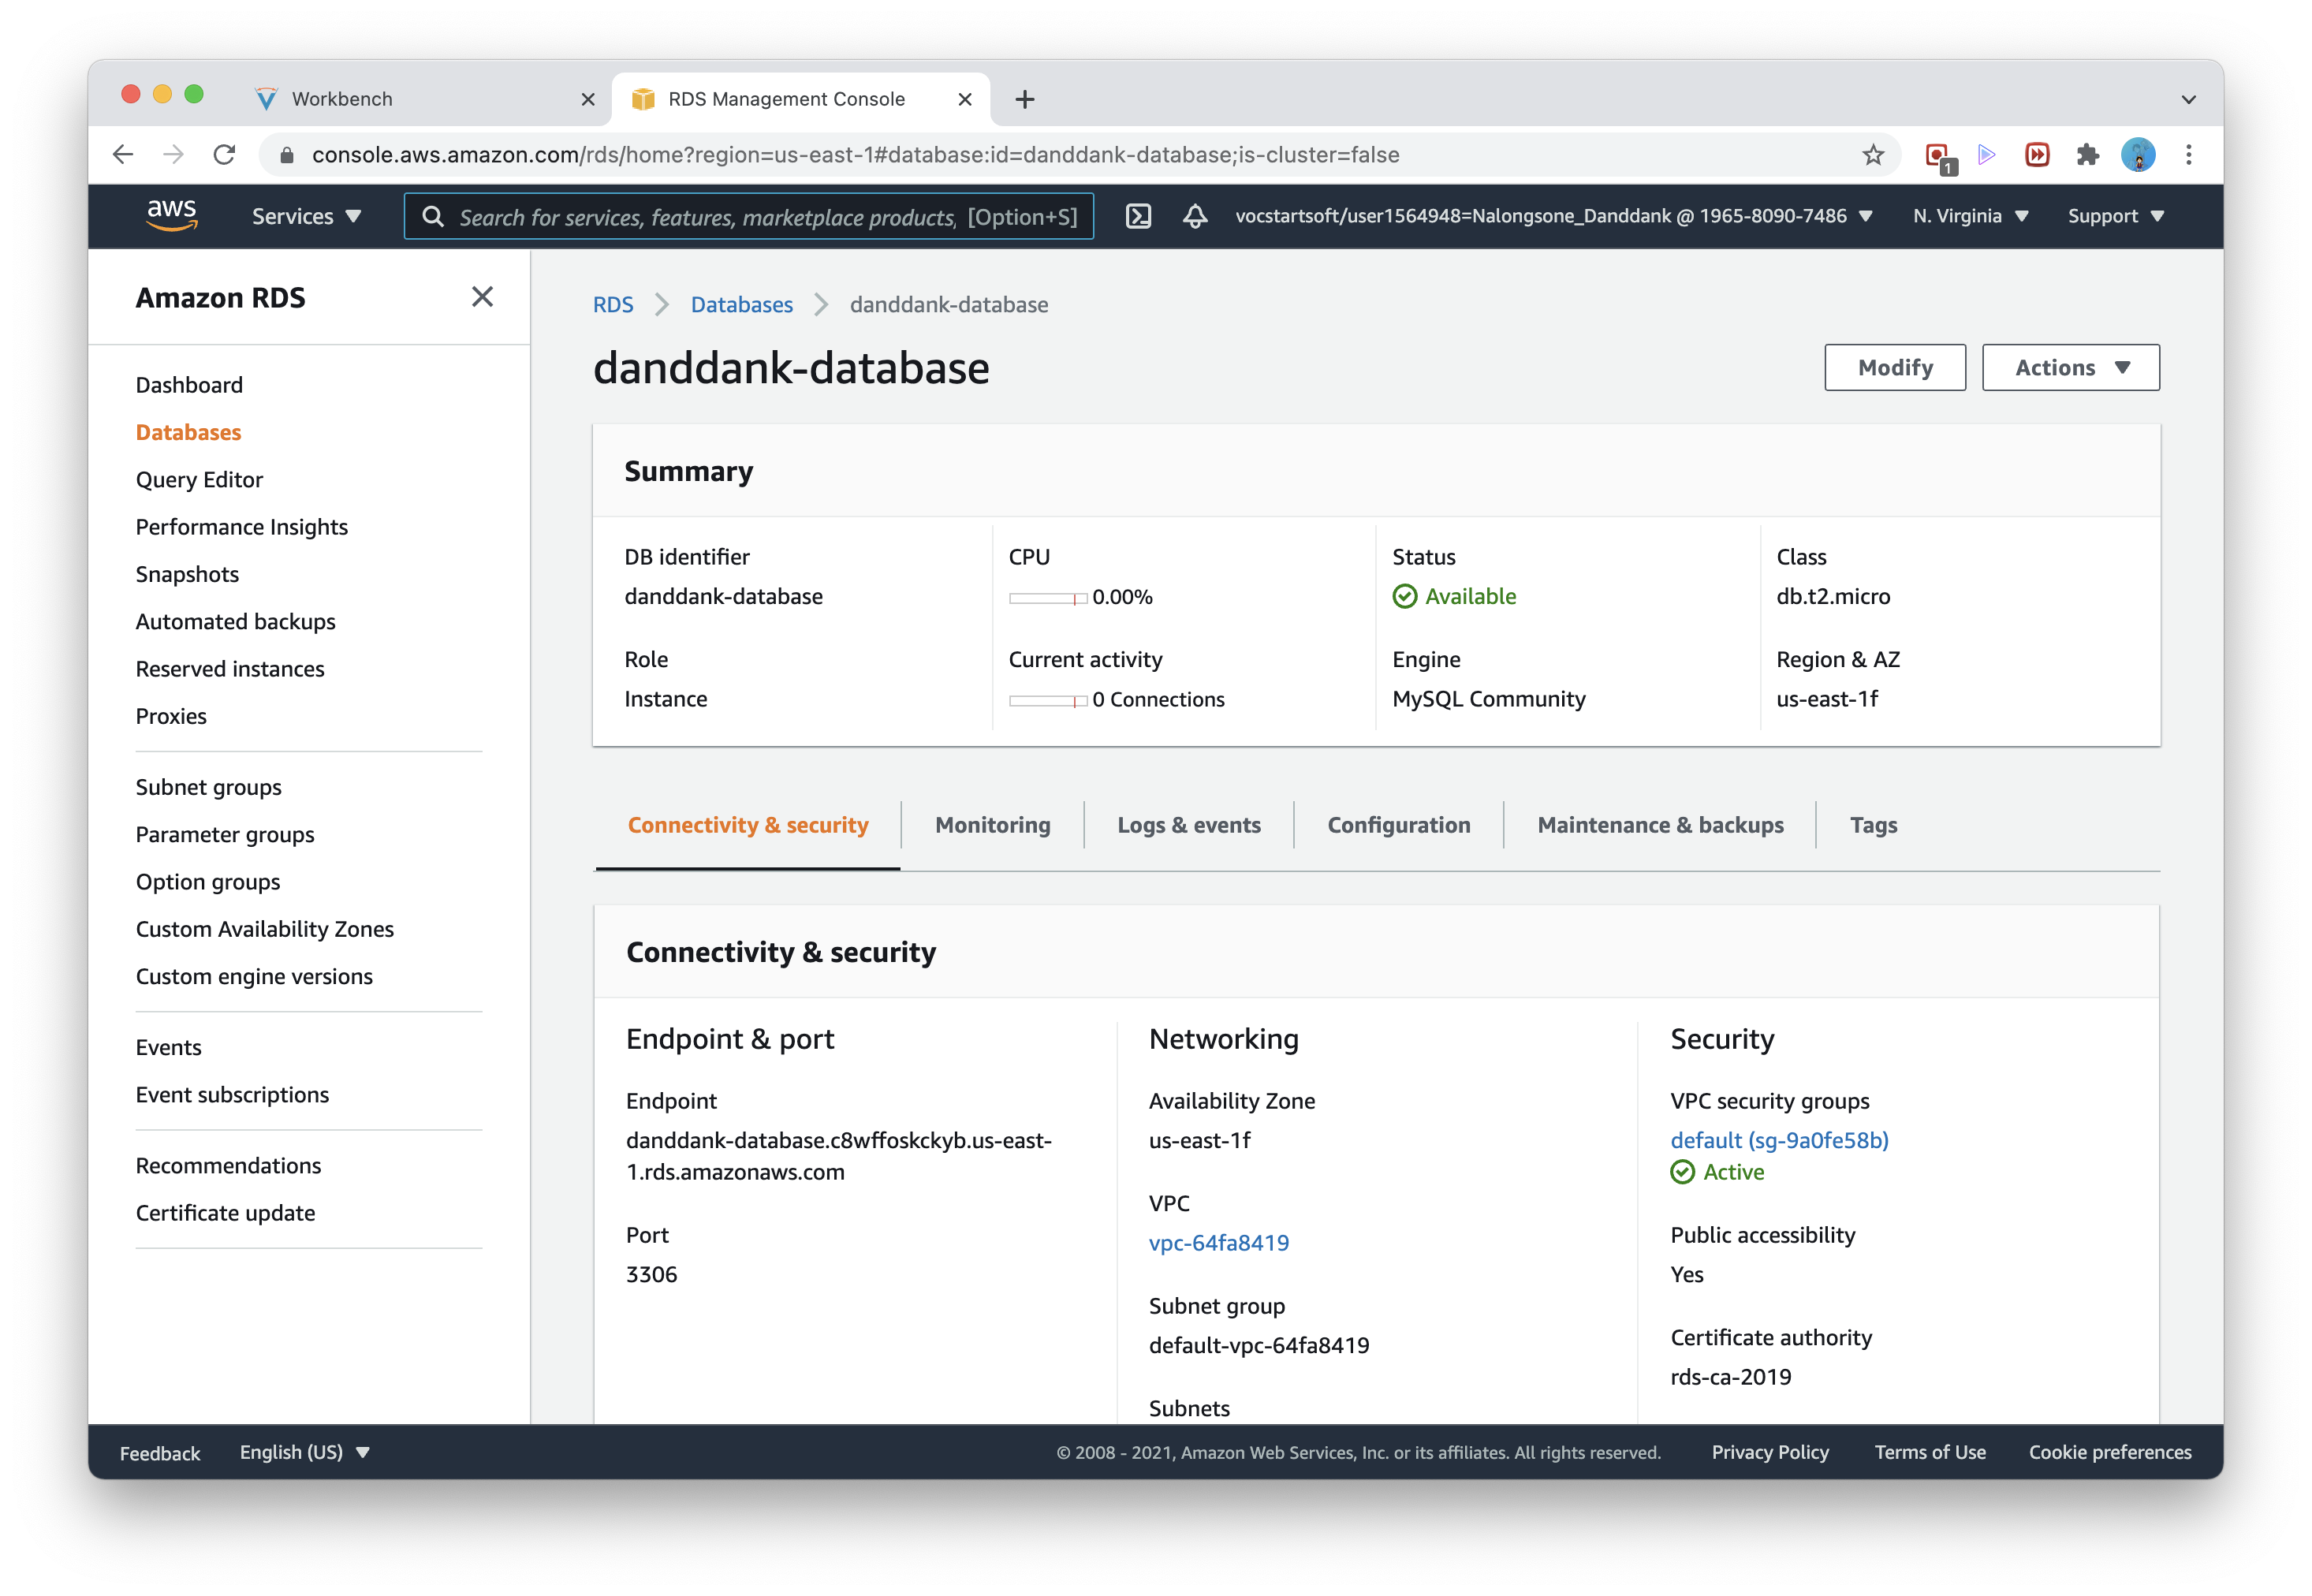 Workbench
RDS Management Console
console.aws.amazon.com/rds/home?region=us-east-1#database:id=danddank-database;is-cluster=false
1
aws
Services
Search for services, features, marketplace products, [Option+S]
vocstartsoft/user1564948=Nalongsone_Danddank @ 1965-8090-7486
N. Virginia
Support
Amazon RDS
Dashboard
Databases
Query Editor
Performance Insights
Snapshots
Automated backups
Reserved instances
Proxies
Subnet groups
Parameter groups
Option groups
Custom Availability Zones
Custom engine versions
Events
Event subscriptions
Recommendations
Certificate update
RDS
Databases
danddank-database
danddank-database
Modify
Actions
Summary
DB identifier
danddank-database
CPU
0.00%
Status
Available
Class
db.t2.micro
Role
Instance
Current activity
0 Connections
Engine
MySQL Community
Region & AZ
us-east-1f
Connectivity & security
Monitoring
Logs & events
Configuration
Maintenance & backups
Tags
Connectivity & security
Endpoint & port
Endpoint
danddank-database.c8wffoskckyb.us-east-
1.rds.amazonaws.com
Port
3306
Networking
Availability Zone
us-east-1f
VPC
vpc-64fa8419
Subnet group
default-vpc-64fa8419
Subnets
Security
VPC security groups
default (sg-9a0fe58b)
Active
Public accessibility
Yes
Certificate authority
rds-ca-2019
Feedback
English (US)
© 2008 - 2021, Amazon Web Services, Inc. or its affiliates. All rights reserved.
Privacy Policy
Terms of Use
Cookie preferences